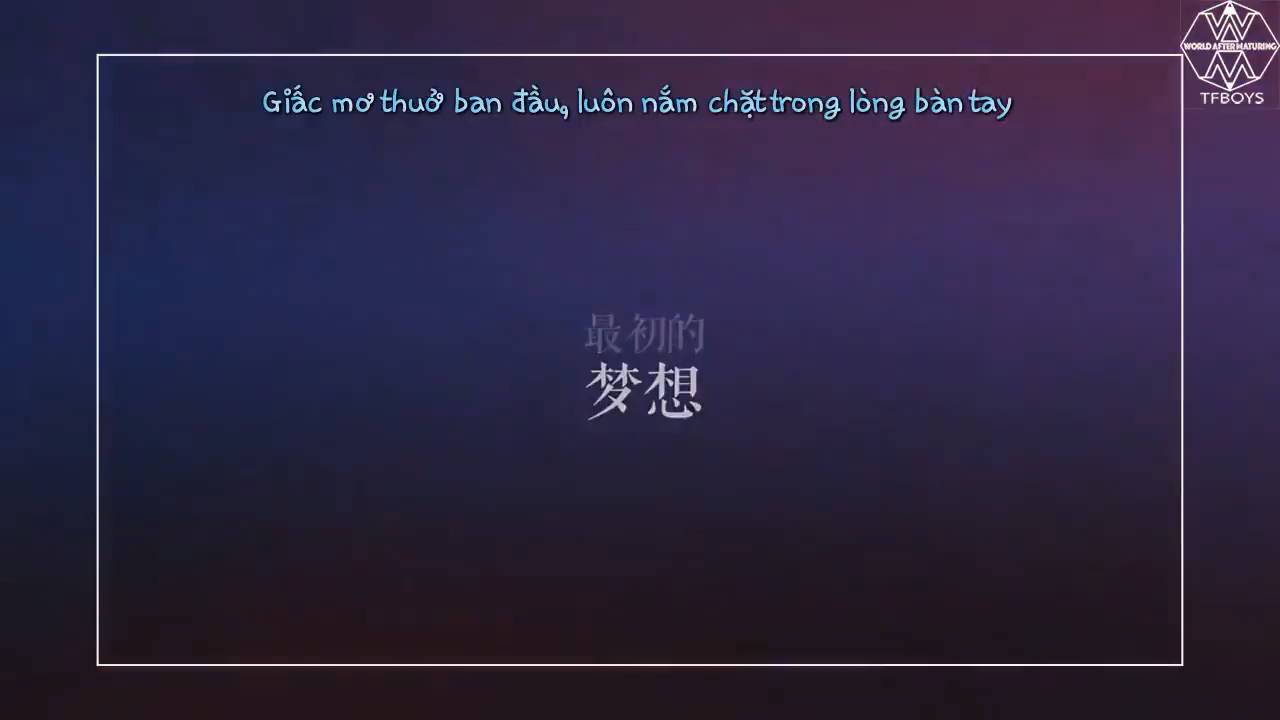 WORLD AFTER MATURING
TFBOYS
Giấc mơ thuở ban đầu, luôn nắm chặt trong lòng bàn tay
最初的
梦想